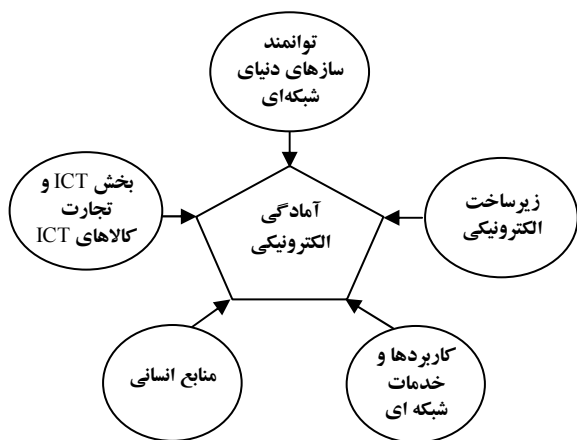 توانمند
سازهای دنیای
شبکه‌ای
زیرساخت
الکترونیکی
بخش ICT و
تجارت
کالاهای ICT
آمادگی
الکترونیکی
کاربردها و
خدمات
شبکه ای
منابع انسانی